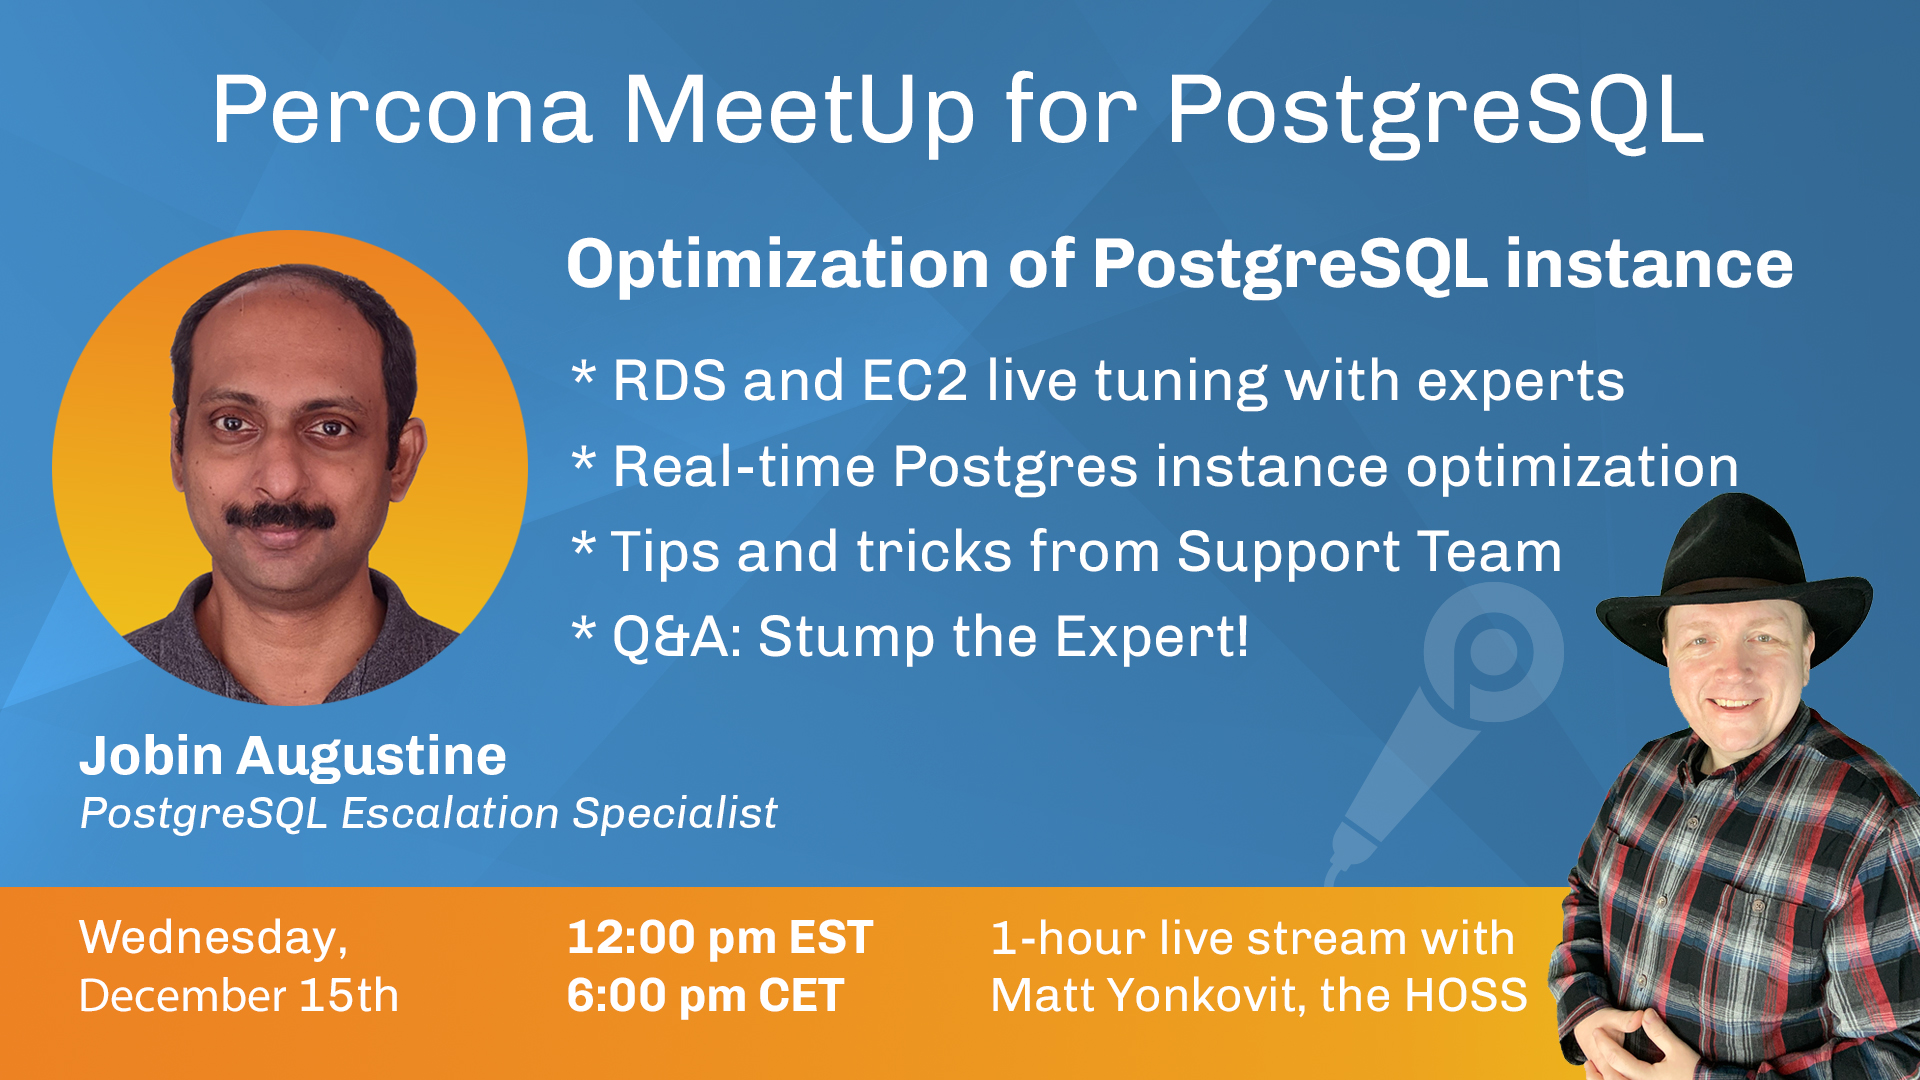 Percona MeetUp for PostgreSQL
Optimization of PostgreSQL instance
* RDS and EC2 live tuning with experts
* Real-time Postgres instance optimization
* Tips and tricks from Support Team
* Q&A: Stump the Expert!
Jobin Augustine
PostgreSQL Escalation Specialist
Wednesday,
December 15th
12:00 pm EST
6:00 pm CET
1-hour live stream with
Matt Yonkovit, the HOSS